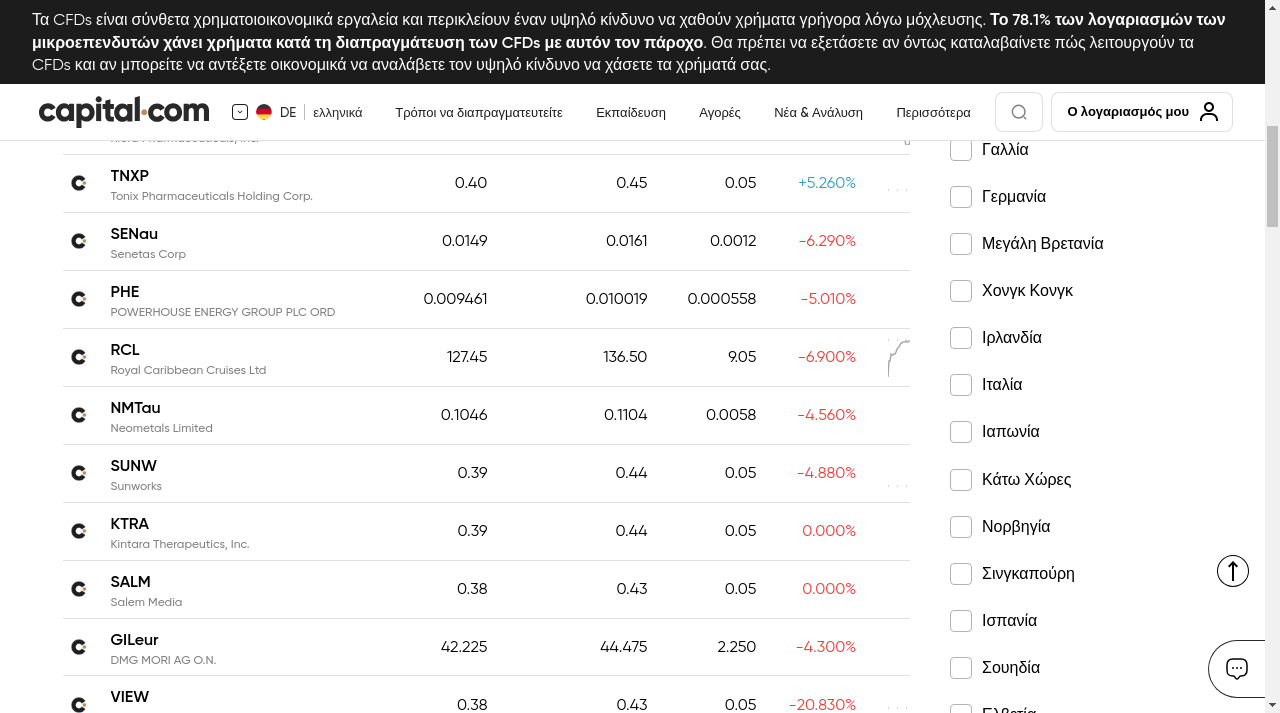 Τα CFDs είναι σύνθετα χρηματοιοικονομικά εργαλεία και περικλείουν έναν υψηλό κίνδυνο να χαθούν χρήματα γρήγορα λόγω μόχλευσης. Το 78.1% των λογαριασμών των
μικροεπενδυτών χάνει χρήματα κατά τη διαπραγμάτευση των CFDs με αυτόν τον πάροχο. Θα πρέπει να εξετάσετε αν όντως καταλαβαίνετε πώς λειτουργούν τα
CFDs και αν μπορείτε να αντέξετε οικονομικά να αναλάβετε τον υψηλό κίνδυνο να χάσετε τα χρήματά σας.
capital.com DE ελληνικά Τρόποι να διαπραγματευτείτε Εκπαίδευση Αγορές Νέα & Ανάλυση Περισσότερα Ο λογαριασμός μου
TNXP 0.40 0.45 0.05 +5.260%
Tonix Pharmaceuticals Holding Corp.
SENau 0.0149 0.0161 0.0012 -6.290%
Senetas Corp
PHE 0.009461 0.010019 0.000558 -5.010%
POWERHOUSE ENERGY GROUP PLC ORD
RCL 127.45 136.50 9.05 -6.900%
Royal Caribbean Cruises Ltd
NMTau 0.1046 0.1104 0.0058 -4.560%
Neometals Limited
SUNW 0.39 0.44 0.05 -4.880%
Sunworks
KTRA 0.39 0.44 0.05 0.000%
Kintara Therapeutics, Inc.
SALM 0.38 0.43 0.05 0.000%
Salem Media
GILeur 42.225 44.475 2.250 -4.300%
DMG MORI AG O.N.
VIEW 0.38 0.43 0.05 -20.830%
Γαλλία
Γερμανία
Μεγάλη Βρετανία
Χονγκ Κονγκ
Ιρλανδία
Ιταλία
Ιαπωνία
Κάτω Χώρες
Νορβηγία
Σινγκαπούρη
Ισπανία
Σουηδία
Ελβετία